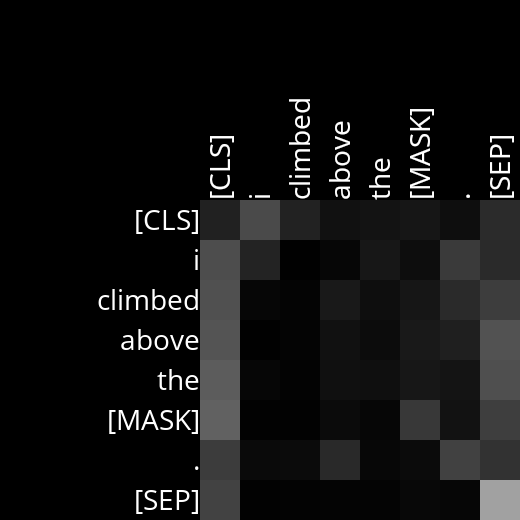 [CLS] i climbed above the [MASK] . [SEP]
[CLS]
i
climbed
above
the
[MASK]
.
[SEP]